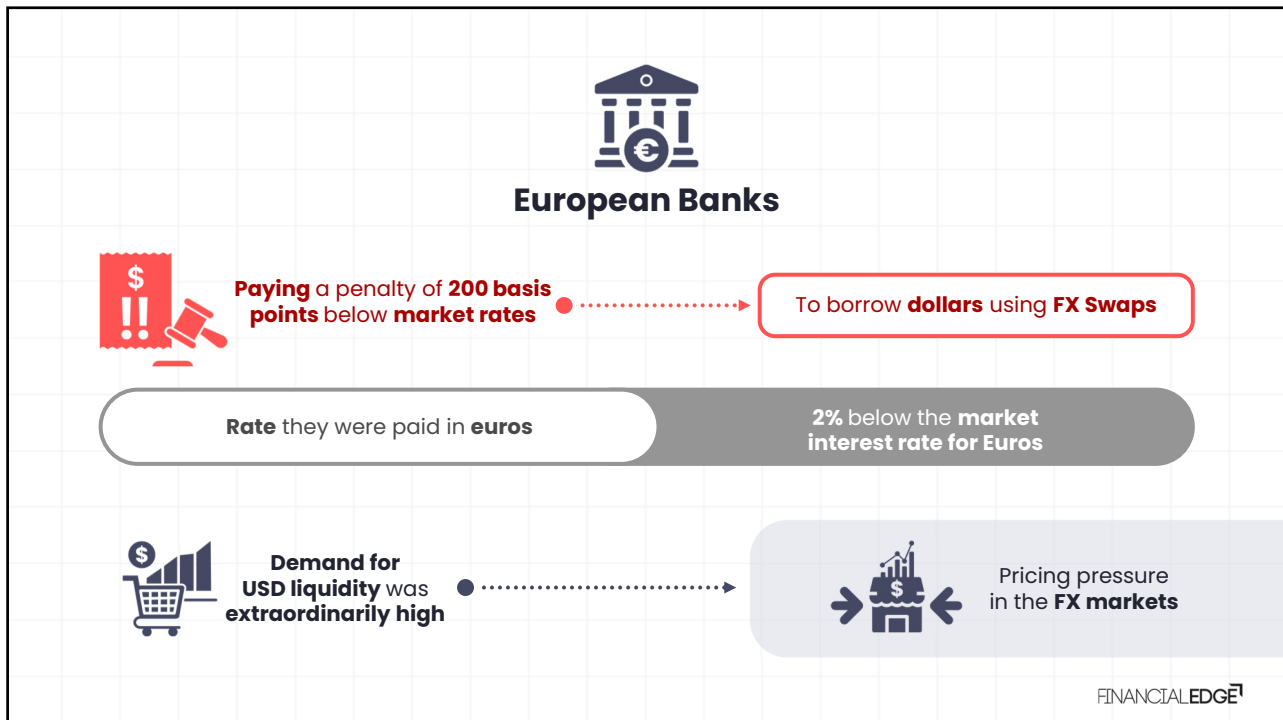 €
European Banks
$
!!
Paying a penalty of 200 basis
points below market rates
To borrow dollars using FX Swaps
Rate they were paid in euros
2% below the market
interest rate for Euros
$
Demand for
USD liquidity was
extraordinarily high
$
Pricing pressure
in the FX markets
FINANCIALEDGE